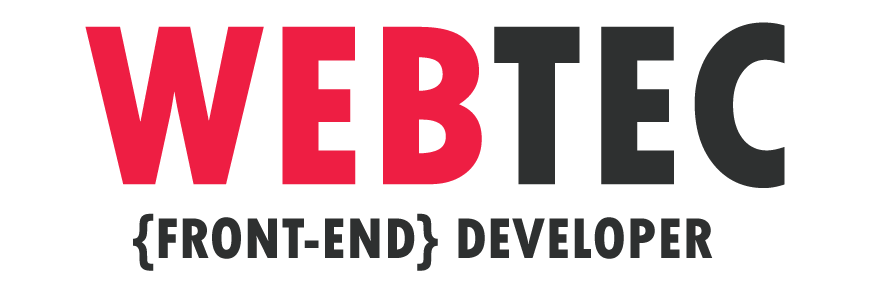 WEBTEC
{FRONT-END} DEVELOPER